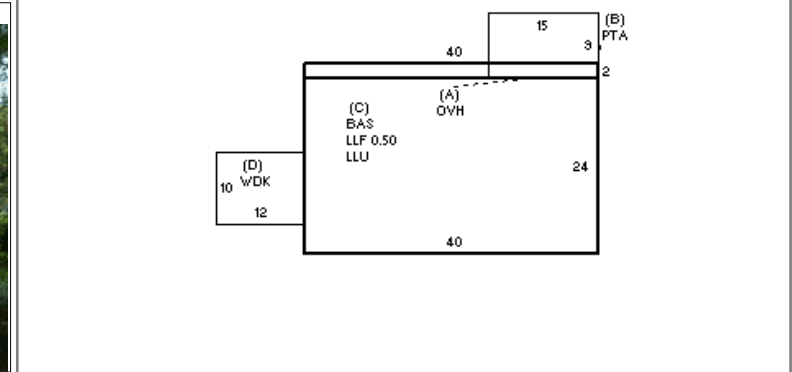 15
(B)
PTA
9
40
2
(A)
OVH
(C)
BAS
LLF 0.50
LLU
24
(D)
WDK
10
12
40